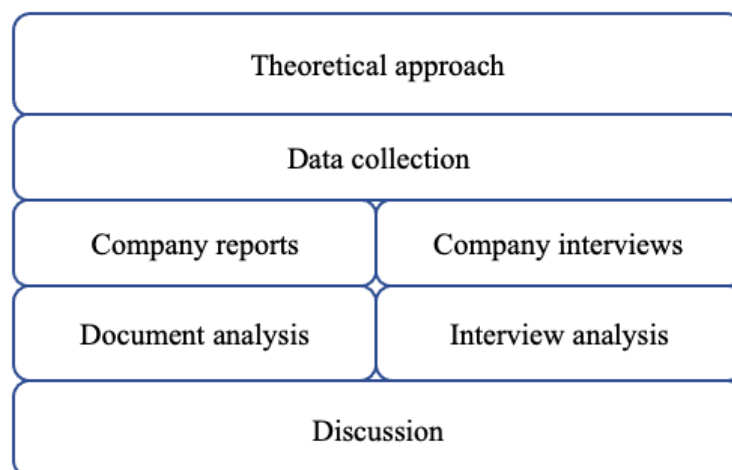 Theoretical approach
Data collection
Company reports
Company interviews
Document analysis
Interview analysis
Discussion